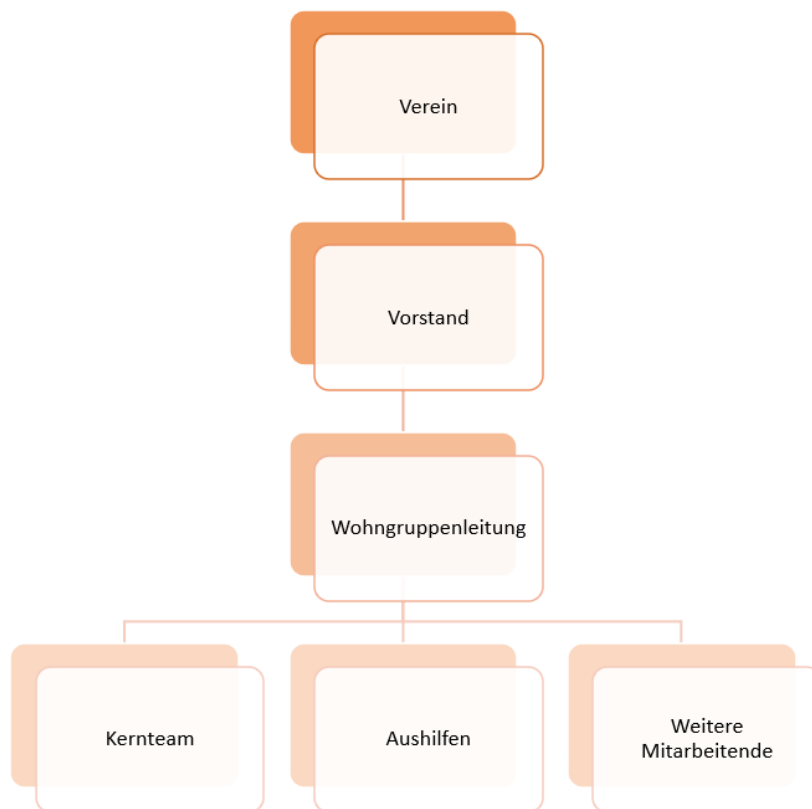 Verein
Vorstand
Wohngruppenleitung
Kernteam
Aushilfen
Weitere
Mitarbeitende